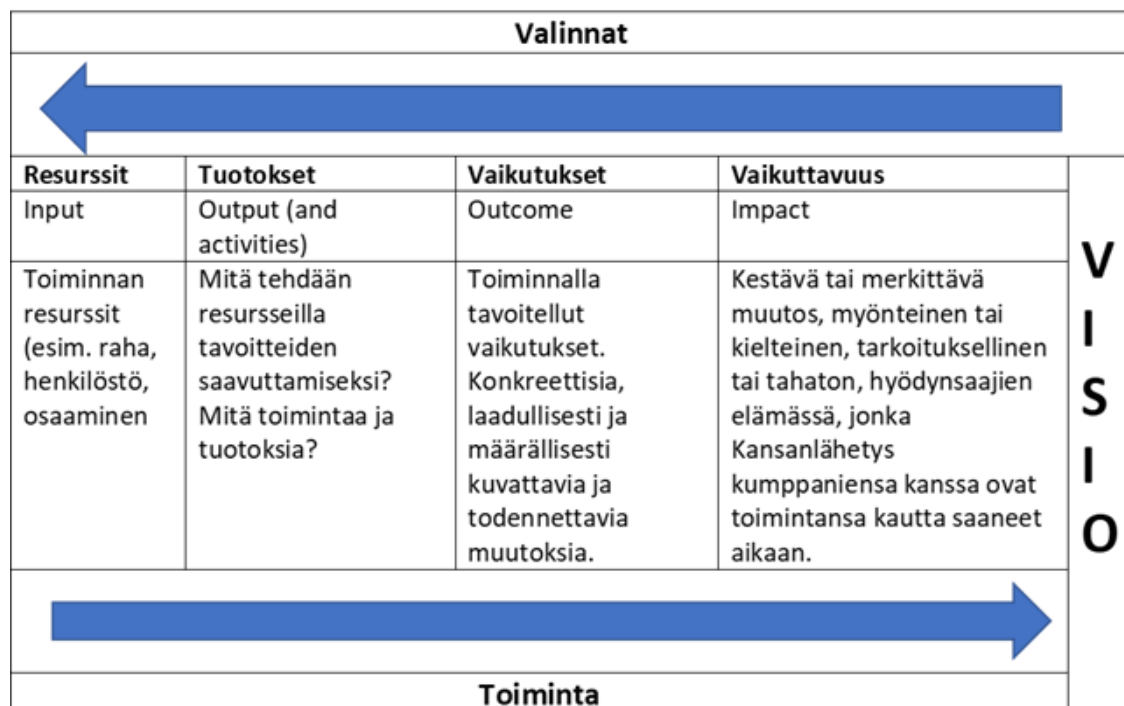 Valinnat
Resurssit
Tuotokset
Vaikutukset
Vaikuttavuus
Input
Output (and
activities)
Outcome
Impact
Toiminnan
resurssit
(esim. raha,
henkilöstö,
osaaminen
Mitä tehdään
resursseilla
tavoitteiden
saavuttamiseksi?
Mitä toimintaa ja
tuotoksia?
Toiminnalla
tavoitellut
vaikutukset.
Konkreettisia,
laadullisesti ja
määrällisesti
kuvattavia ja
todennettavia
muutoksia.
Kestävä tai merkittävä
muutos, myönteinen tai
kielteinen, tarkoituksellinen
tai tahaton, hyödynsaajien
elämässä, jonka
Kansanlähetys
kumppaniensa kanssa ovat
toimintansa kautta saaneet
aikaan.
V
I
S
I
O
Toiminta